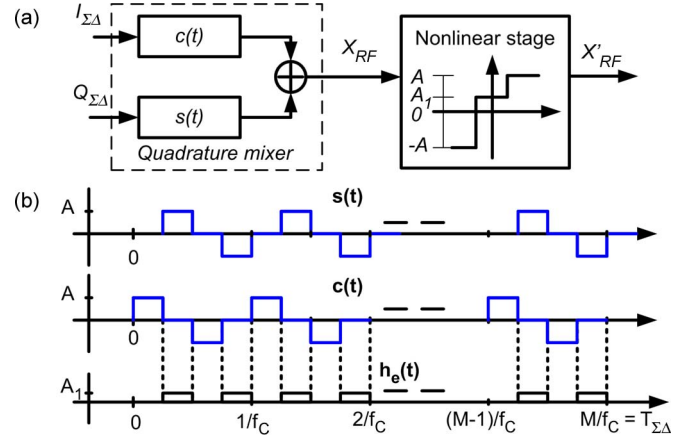 (a)
I_ΣΔ
c(t)
Q_ΣΔ
s(t)
Quadrature mixer
X_RF
Nonlinear stage
A
A_1
0
-A
X'_RF
(b)
s(t)
A
0
c(t)
A
0
h_e(t)
A_1
0 1/f_C 2/f_C (M-1)/f_C M/f_C = T_ΣΔ